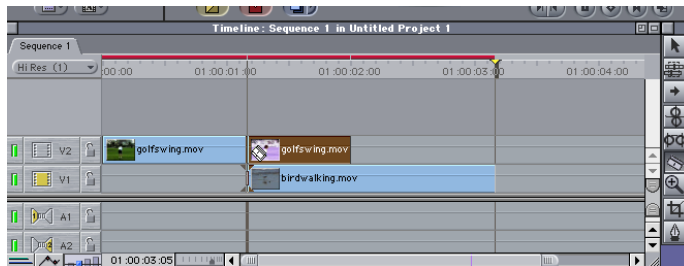 Timeline: Sequence 1 in Untitled Project 1
Sequence 1
Hi Res (1)
:00:00 01:00:01:00 01:00:02:00 01:00:03:00 01:00:04:00
V2 golfswing.mov golfswing.mov
V1 birdwalking.mov
A1
A2
01:00:03:05